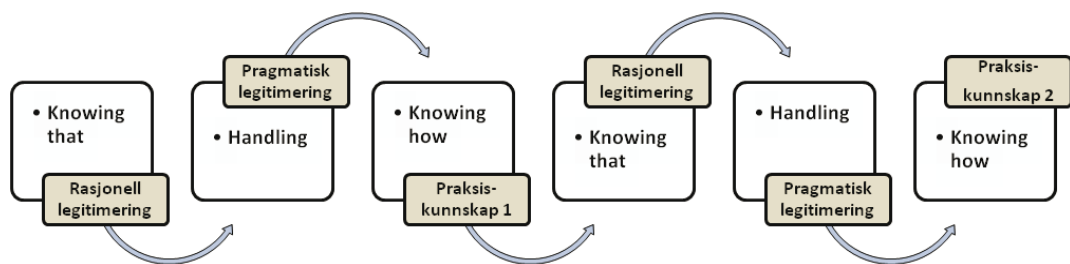 • Knowing
that
Rasjonell
legitimering
Pragmatisk
legitimering
• Handling
• Knowing
how
Praksis-
kunnskap 1
Rasjonell
legitimering
• Knowing
that
• Handling
Pragmatisk
legitimering
Praksis-
kunnskap 2
• Knowing
how